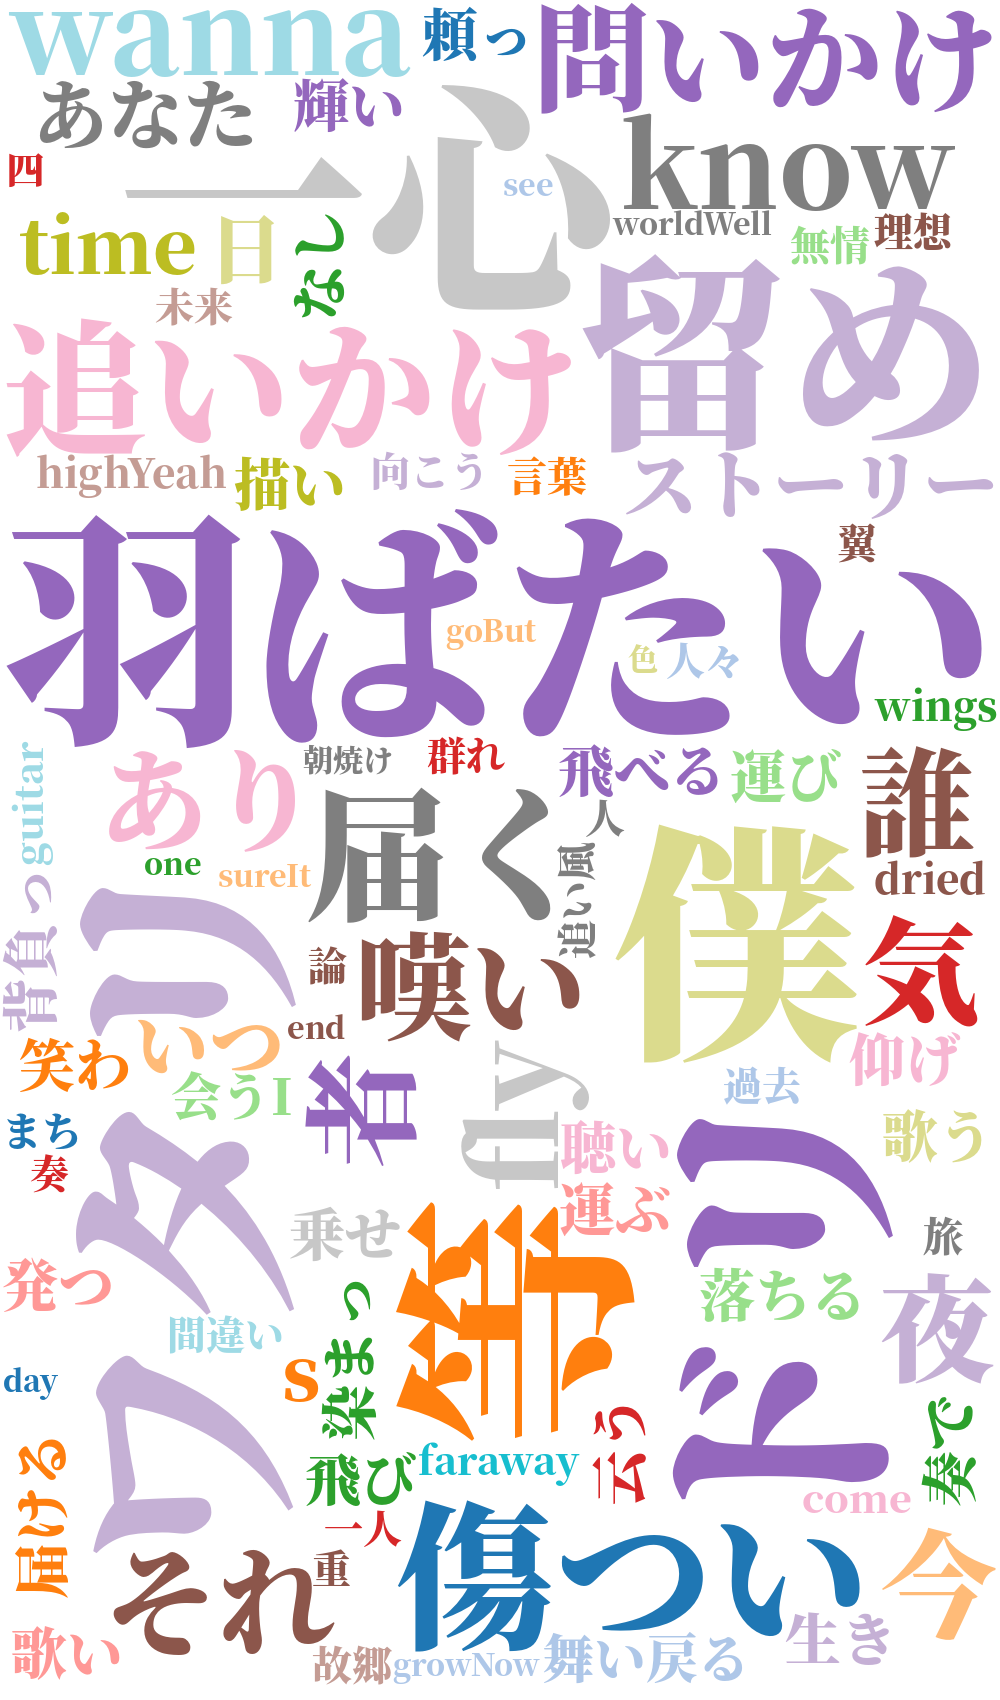 wanna
頼っ
問いかけ
あなた
輝い
一心
know
四
see
worldWell
無情
理想
time
日
なし
未来
留め
追いかけ
highYeah
描い
向こう
言葉
ストーリー
羽ばたい
翼
goBut
色
人々
wings
guitar
あり
朝焼け
群れ
飛べる
運び
誰
届く
人
one
sureIt
追い風
僕
dried
背負っ
ワタリ
論
嘆い
気
いつ
end
笑わ
会うI
者
fly
仰げ
過去
まち
奏
聴い
ドリ
歌う
運ぶ
乗せ
旅
発つ
間違い
染まっ
等
落ちる
夜
day
s
飛び
faraway
云う
奏で
come
届ける
一人
重
傷つい
今
それ
歌い
故郷
growNow
舞い戻る
生き